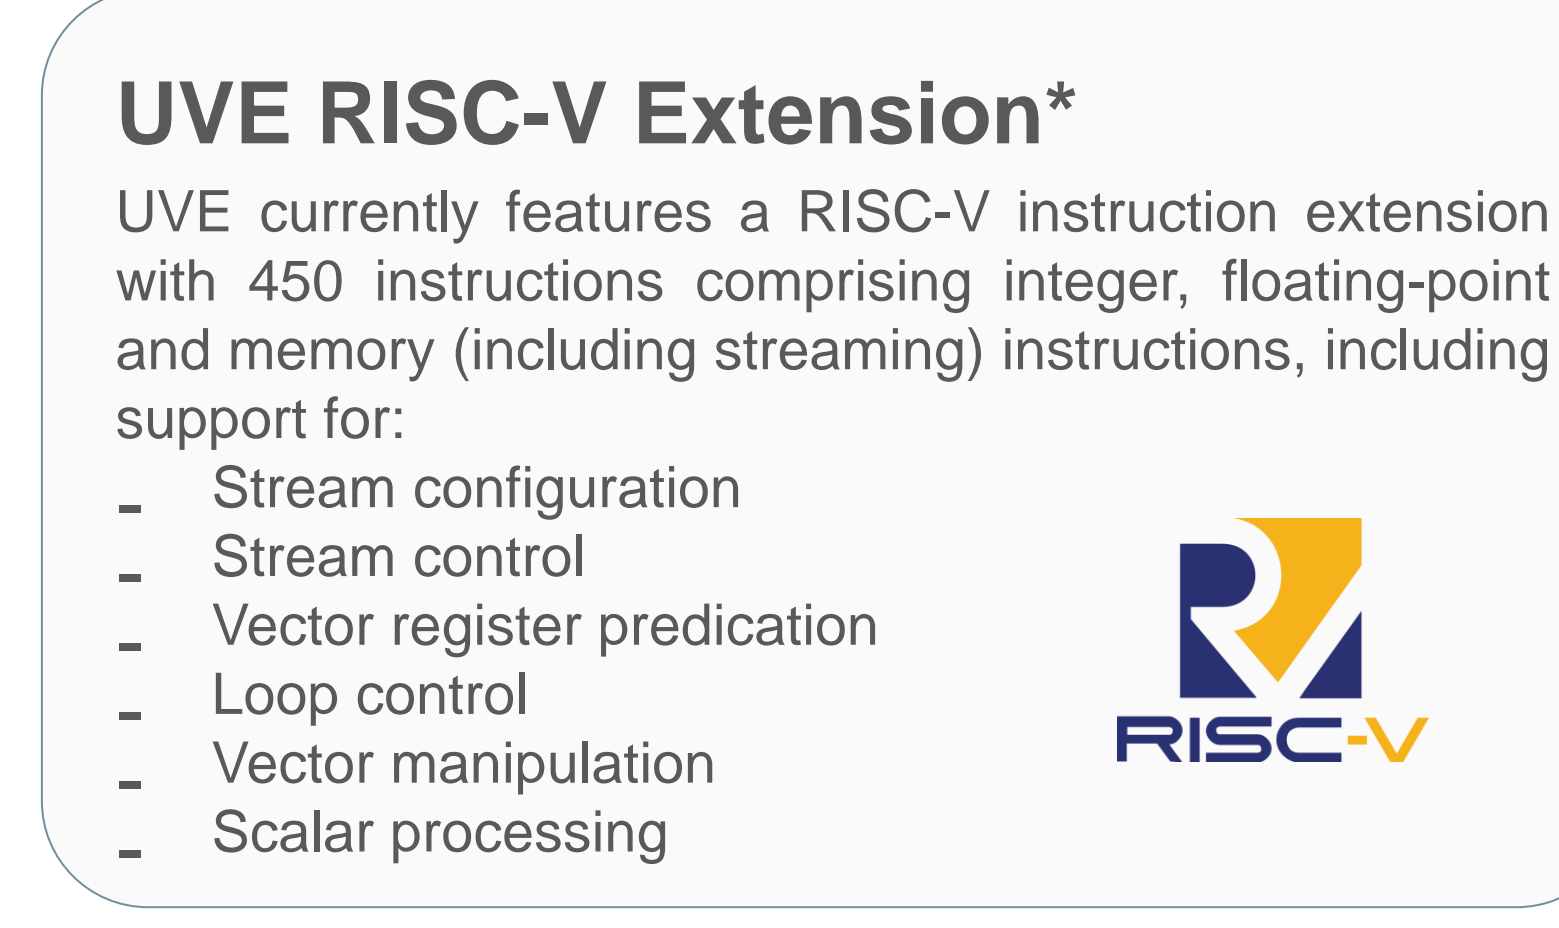 UVE RISC-V Extension*
UVE currently features a RISC-V instruction extension
with 450 instructions comprising integer, floating-point
and memory (including streaming) instructions, including
support for:
- Stream configuration
- Stream control
- Vector register predication
- Loop control
- Vector manipulation
- Scalar processing
RISC-V